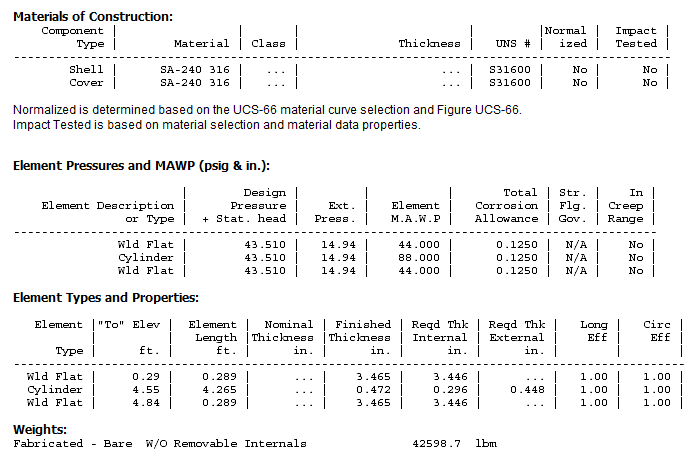 Materials of Construction:
Component | | | |Normal | Impact |
Type | Material | Class | Thickness | UNS # | ized | Tested |
Shell | SA-240 316 | ... | ... | S31600 | No | No |
Cover | SA-240 316 | ... | ... | S31600 | No | No |
Normalized is determined based on the UCS-66 material curve selection and Figure UCS-66.
Impact Tested is based on material selection and material data properties.
Element Pressures and MAWP (psig & in.):
| Design | | | Total | Str. | In |
Element Description | Pressure | Ext. | Element | Corrosion | Flg. | Creep |
or Type | + Stat. head | Press. | M.A.W.P | Allowance | Gov. | Range |
Wld Flat | 43.510 | 14.94 | 44.000 | 0.1250 | N/A | No |
Cylinder | 43.510 | 14.94 | 88.000 | 0.1250 | N/A | No |
Wld Flat | 43.510 | 14.94 | 44.000 | 0.1250 | N/A | No |
Element Types and Properties:
Element |"To" Elev | Element | Nominal | Finished | Reqd Thk | Reqd Thk | Long | Circ |
| | Length |Thickness |Thickness | Internal | External | Eff | Eff |
Type | ft. | ft. | in. | in. | in. | in. | | |
Wld Flat | 0.29 | 0.289 | ... | 3.465 | 3.446 | ... | 1.00 | 1.00 |
Cylinder | 4.55 | 4.265 | ... | 0.472 | 0.296 | 0.448 | 1.00 | 1.00 |
Wld Flat | 4.84 | 0.289 | ... | 3.465 | 3.446 | ... | 1.00 | 1.00 |
Weights:
Fabricated - Bare W/O Removable Internals 42598.7 lbm